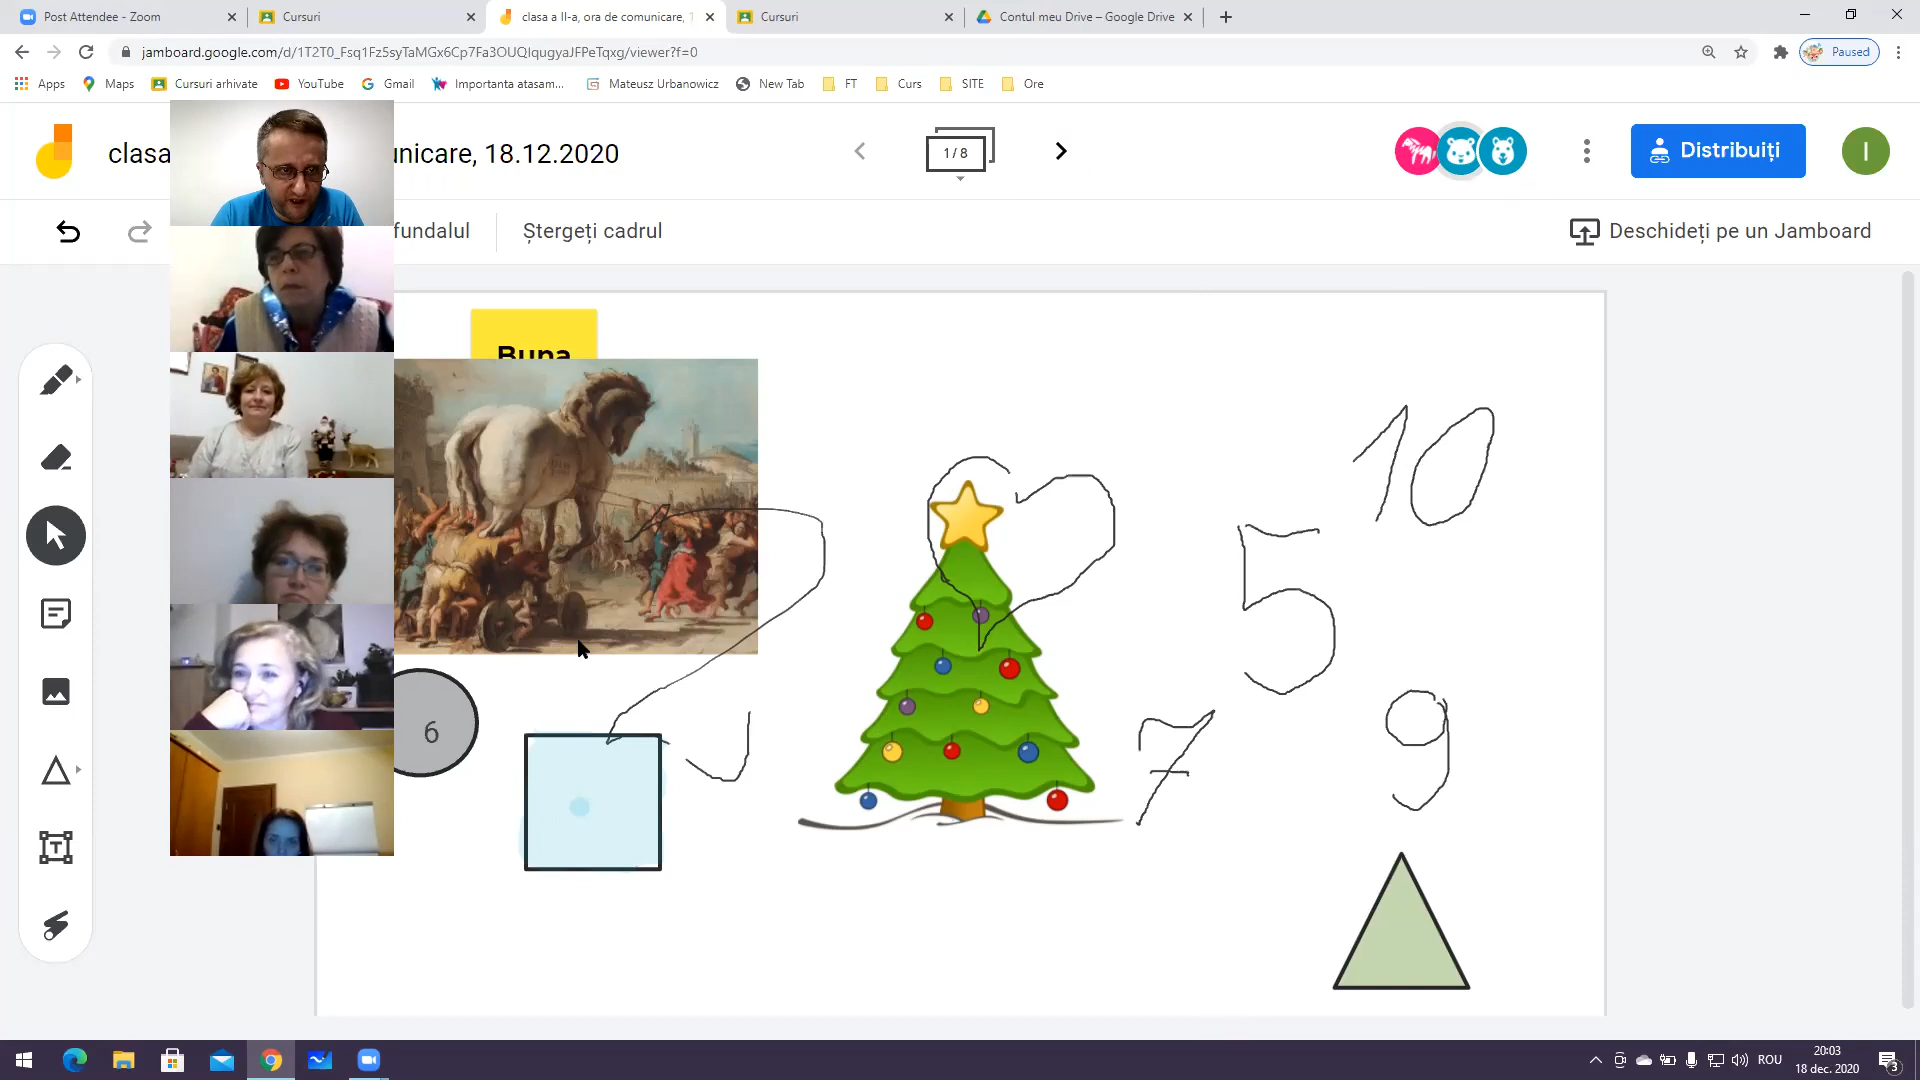 Post Attendee - Zoom
Cursuri
clasa a II-a, ora de comunicare,
Cursuri
Contul meu Drive – Google Drive
jamboard.google.com/d/1T2T0_Fsq1Fz5syTaMGx6Cp7Fa3OUQIqugyaJFPeTqxg/viewer?f=0
Paused
Apps
Maps
Cursuri arhivate
YouTube
Gmail
Importanta atasam...
Mateusz Urbanowicz
New Tab
FT
Curs
SITE
Ore
clasa
nicare, 18.12.2020
1 / 8
Distribuiți
I
fundalul
Ștergeți cadrul
Deschideți pe un Jamboard
Buna
10
5
6
7
9
T
ROU
20:03
18 dec. 2020
3